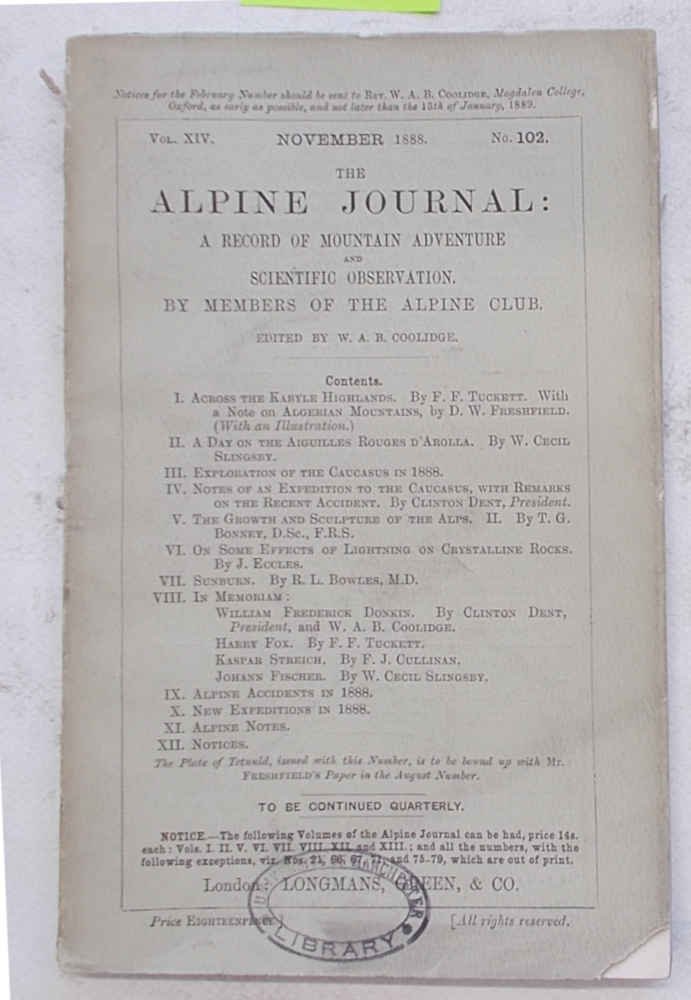 Notices for the February Number should be sent to REV. W. A. B. COOLIDGE, Magdalen College,
Oxford, as early as possible, and not later than the 15th of January, 1889.
VOL. XIV. NOVEMBER 1888. No. 102.
THE
ALPINE JOURNAL:
A RECORD OF MOUNTAIN ADVENTURE
AND
SCIENTIFIC OBSERVATION.
BY MEMBERS OF THE ALPINE CLUB.
EDITED BY W. A. B. COOLIDGE.
Contents.
I. ACROSS THE KABYLE HIGHLANDS. By F. F. TUCKETT. With
a Note on ALGERIAN MOUNTAINS, by D. W. FRESHFIELD.
(With an Illustration.)
II. A DAY ON THE AIGUILLES ROUGES D'AROLLA. By W. CECIL
SLINGSBY.
III. EXPLORATION OF THE CAUCASUS IN 1888.
IV. NOTES OF AN EXPEDITION TO THE CAUCASUS, WITH REMARKS
ON THE RECENT ACCIDENT. By CLINTON DENT, President.
V. THE GROWTH AND SCULPTURE OF THE ALPS. II. By T. G.
BONNEY, D.Sc., F.R.S.
VI. ON SOME EFFECTS OF LIGHTNING ON CRYSTALLINE ROCKS.
By J. ECCLES.
VII. SUNBURN. By R. L. BOWLES, M.D.
VIII. IN MEMORIAM:
WILLIAM FREDERICK DONKIN. By CLINTON DENT,
President, and W. A. B. COOLIDGE.
HARRY FOX. By F. F. TUCKETT.
KASPAR STREICH. By F. J. CULLINAN.
JOHANN FISCHER. By W. CECIL SLINGSBY.
IX. ALPINE ACCIDENTS IN 1888.
X. NEW EXPEDITIONS IN 1888.
XI. ALPINE NOTES.
XII. NOTICES.
The Plate of Tetnuld, issued with this Number, is to be bound up with Mr.
FRESHFIELD'S Paper in the August Number.
TO BE CONTINUED QUARTERLY.
NOTICE.—The following Volumes of the Alpine Journal can be had, price 14s.
each: Vols. I. II. V. VI. VII. VIII. XII. and XIII.; and all the numbers, with the
following exceptions, viz. Nos. 21, 66, 67, 71, and 75-79, which are out of print.
London: LONGMANS, GREEN, & CO.
Price EIGHTEENPENCE] [All rights reserved.
MANCHESTER
LIBRARY